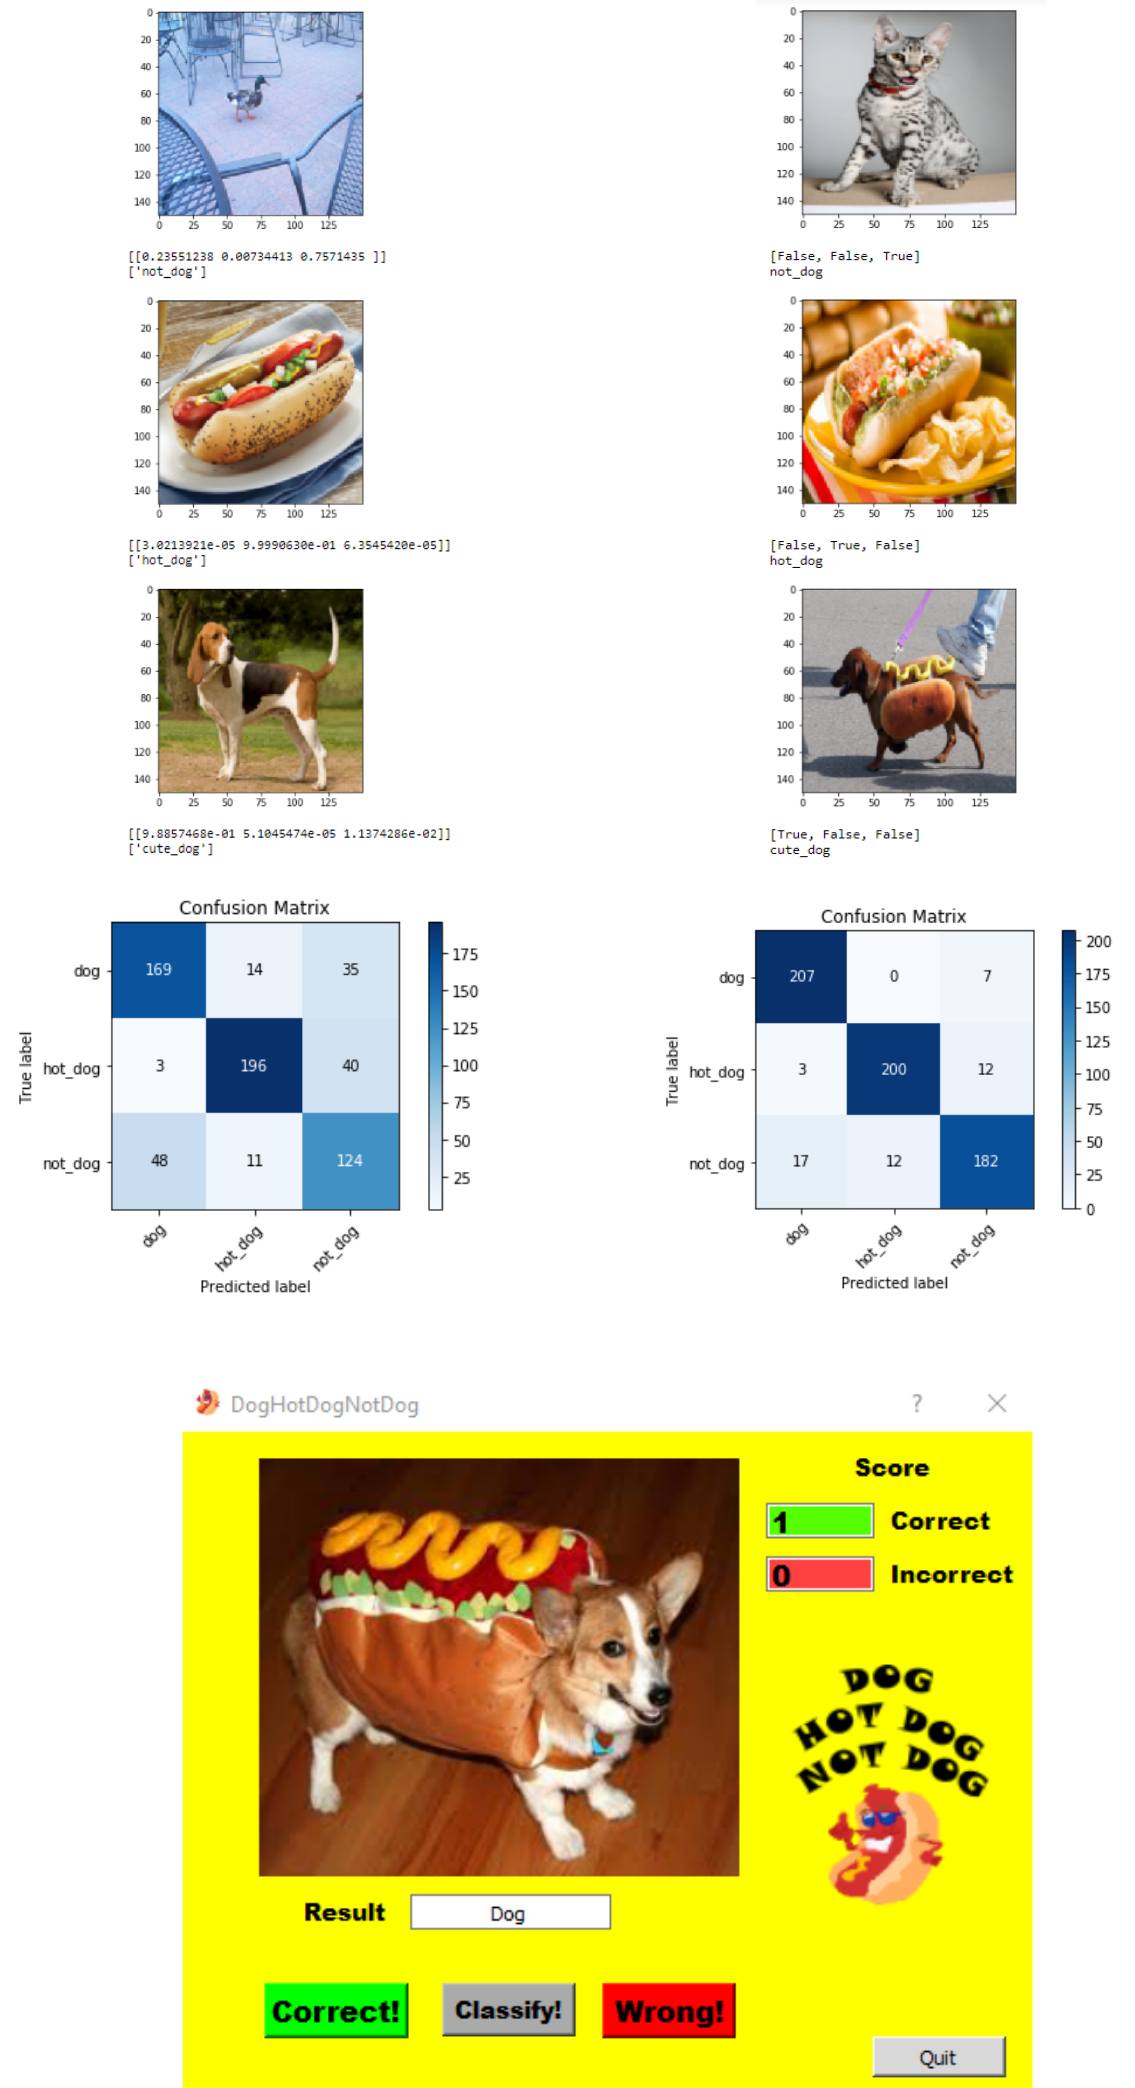 0
20
40
60
80
100
120
140
0 25 50 75 100 125
[[0.23551238 0.00734413 0.7571435 ]]
['not_dog']
0
20
40
60
80
100
120
140
0 25 50 75 100 125
[False, False, True]
not_dog
0
20
40
60
80
100
120
140
0 25 50 75 100 125
[[3.0213921e-05 9.9990630e-01 6.3545420e-05]]
['hot_dog']
0
20
40
60
80
100
120
140
0 25 50 75 100 125
[False, True, False]
hot_dog
0
20
40
60
80
100
120
140
0 25 50 75 100 125
[[9.8857468e-01 5.1045474e-05 1.1374286e-02]]
['cute_dog']
0
20
40
60
80
100
120
140
0 25 50 75 100 125
[True, False, False]
cute_dog
Confusion Matrix
True label
dog 169 14 35
hot_dog 3 196 40
not_dog 48 11 124
dog hot_dog not_dog
Predicted label
175
150
125
100
75
50
25
Confusion Matrix
True label
dog 207 0 7
hot_dog 3 200 12
not_dog 17 12 182
dog hot_dog not_dog
Predicted label
200
175
150
125
100
75
50
25
0
DogHotDogNotDog ? ×
Score
1 Correct
0 Incorrect
DOG
HOT DOG
NOT DOG
Result Dog
Correct! Classify! Wrong!
Quit